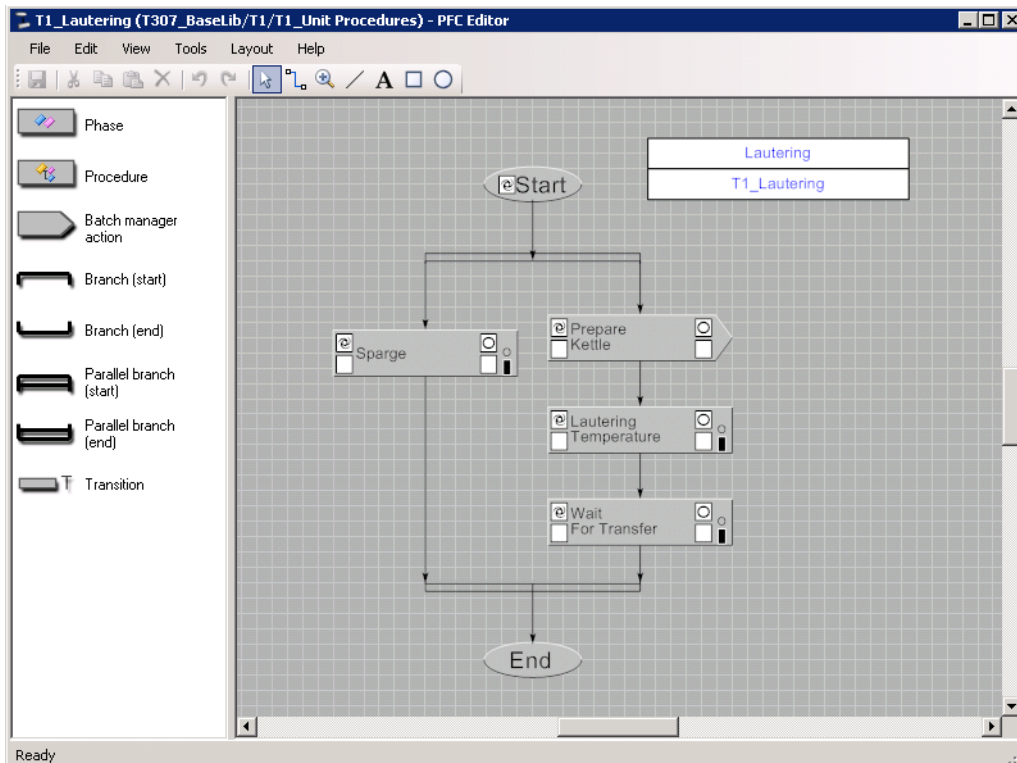 T1_Lautering (T307_BaseLib/T1/T1_Unit Procedures) - PFC Editor
File Edit View Tools Layout Help
A
Phase
Procedure
Batch manager
action
Branch (start)
Branch (end)
Parallel branch
(start)
Parallel branch
(end)
T Transition
Lautering
T1_Lautering
Start
Sparge
Prepare
Kettle
Lautering
Temperature
Wait
For Transfer
End
Ready